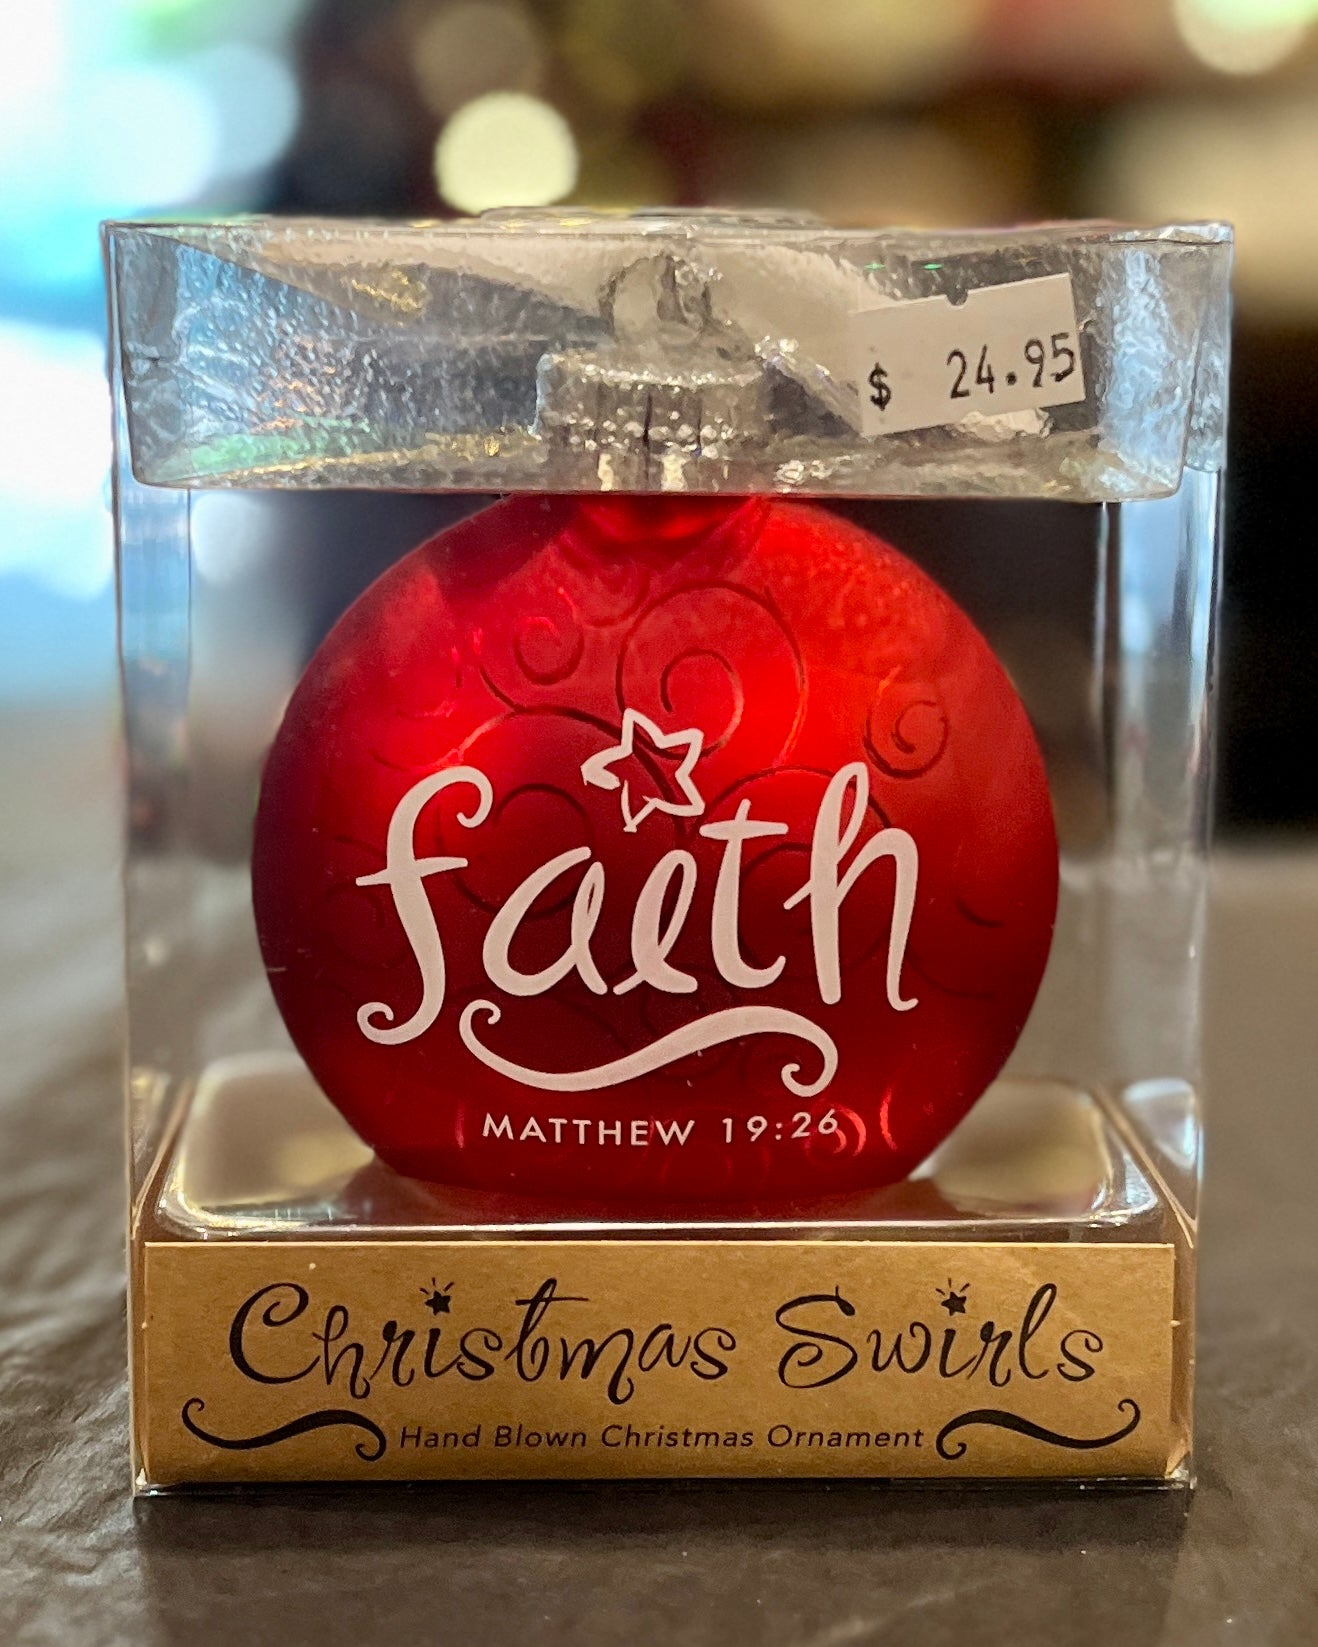 $ 24.95
faith
MATTHEW 19:26
Christmas Swirls
Hand Blown Christmas Ornament